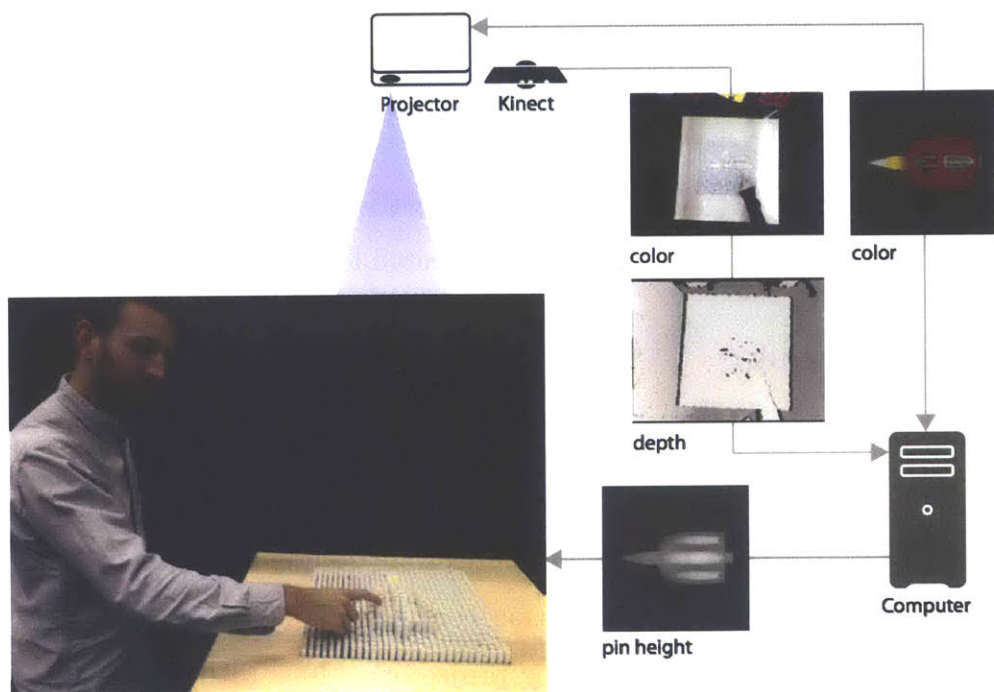 Projector
Kinect
color
color
depth
pin height
Computer